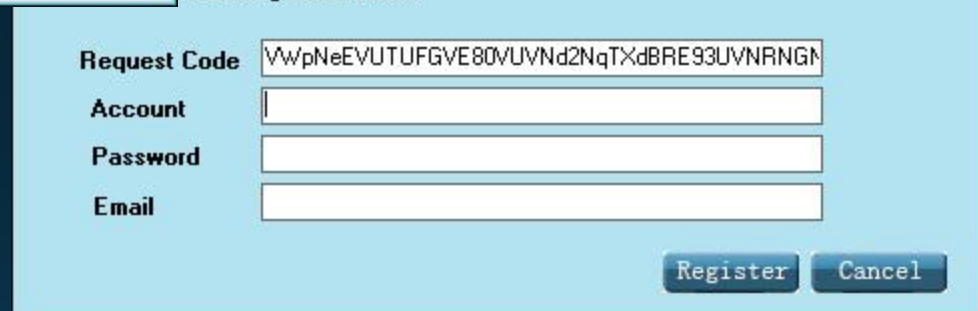 Request Code VWpNeEVUTUFGVE80VUVNd2NqTXdBRE93UVNRNGN
Account
Password
Email
Register Cancel